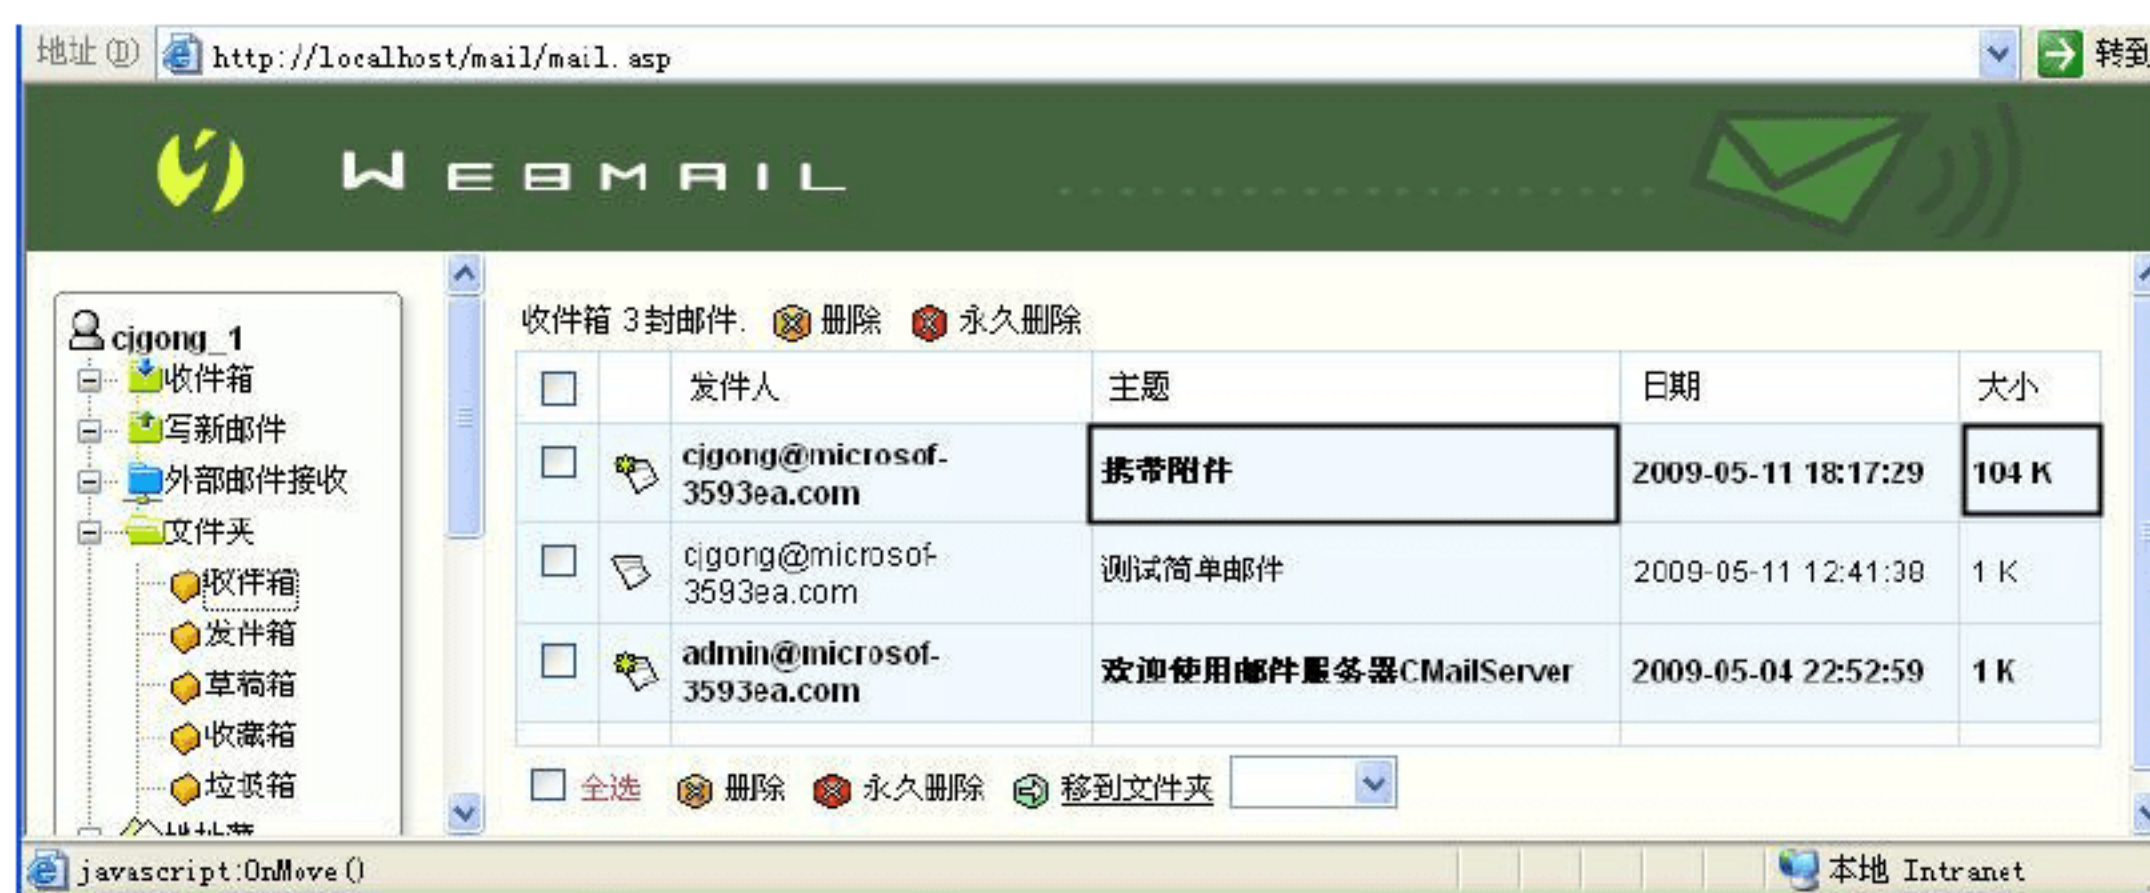 地址(D) http://localhost/mail/mail.asp 转到
WEBMAIL
cjgong_1
收件箱
写新邮件
外部邮件接收
文件夹
收件箱
发件箱
草稿箱
收藏箱
垃圾箱
收件箱 3封邮件. 删除 永久删除
发件人 主题 日期 大小
cjgong@microsof-
3593ea.com 携带附件 2009-05-11 18:17:29 104 K
cjgong@microsof-
3593ea.com 测试简单邮件 2009-05-11 12:41:38 1 K
admin@microsof-
3593ea.com 欢迎使用邮件服务器CMailServer 2009-05-04 22:52:59 1 K
全选 删除 永久删除 移到文件夹
javascript:OnMove() 本地 Intranet